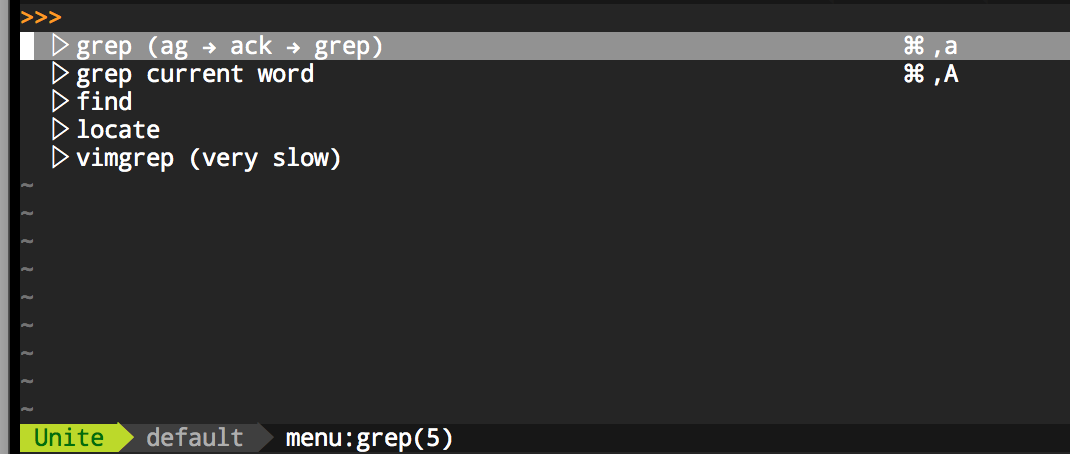 >>>
▷grep (ag → ack → grep) ⌘ ,a
▷grep current word ⌘ ,A
▷find
▷locate
▷vimgrep (very slow)
~
~
~
~
~
~
~
~
~
Unite default menu:grep(5)